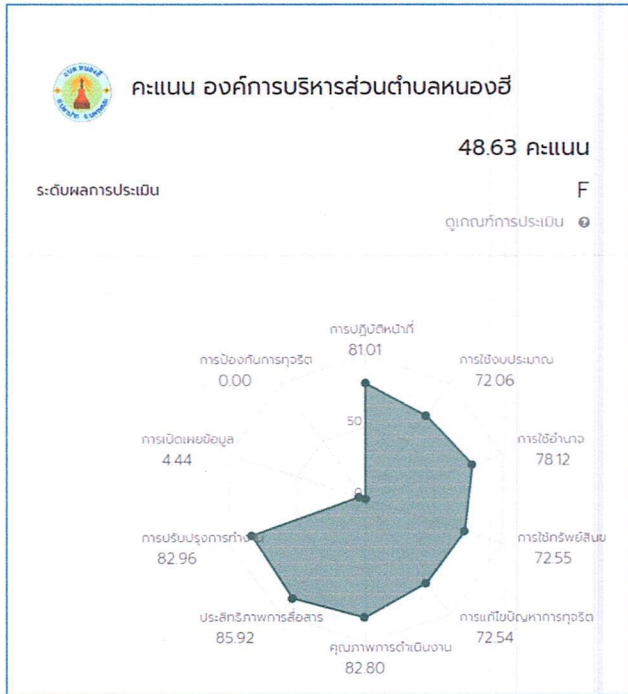 อบต.หนองฮี
คะแนน องค์การบริหารส่วนตำบลหนองฮี
48.63 คะแนน
ระดับผลการประเมิน
F
ดูเกณฑ์การประเมิน
การปฏิบัติหน้าที่
81.01
การใช้งบประมาณ
72.06
การใช้อำนาจ
78.12
การใช้ทรัพย์สินข
72.55
การแก้ไขปัญหาการทุจริต
72.54
คุณภาพการดำเนินงาน
82.80
ประสิทธิภาพการสื่อสาร
85.92
การปรับปรุงการทำงาน
82.96
การเปิดเผยข้อมูล
4.44
การป้องกันการทุจริต
0.00
50
0